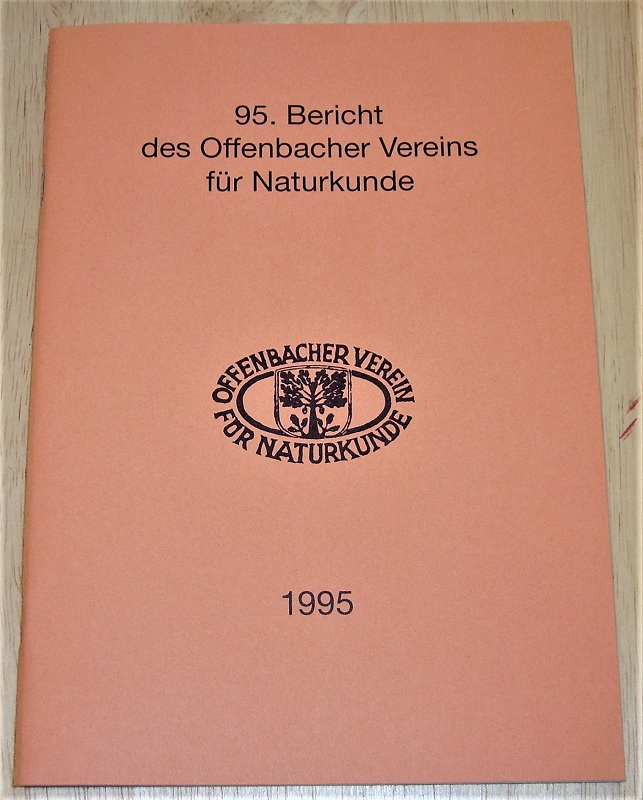 95. Bericht
des Offenbacher Vereins
für Naturkunde
OFFENBACHER VEREIN
FÜR NATURKUNDE
1995